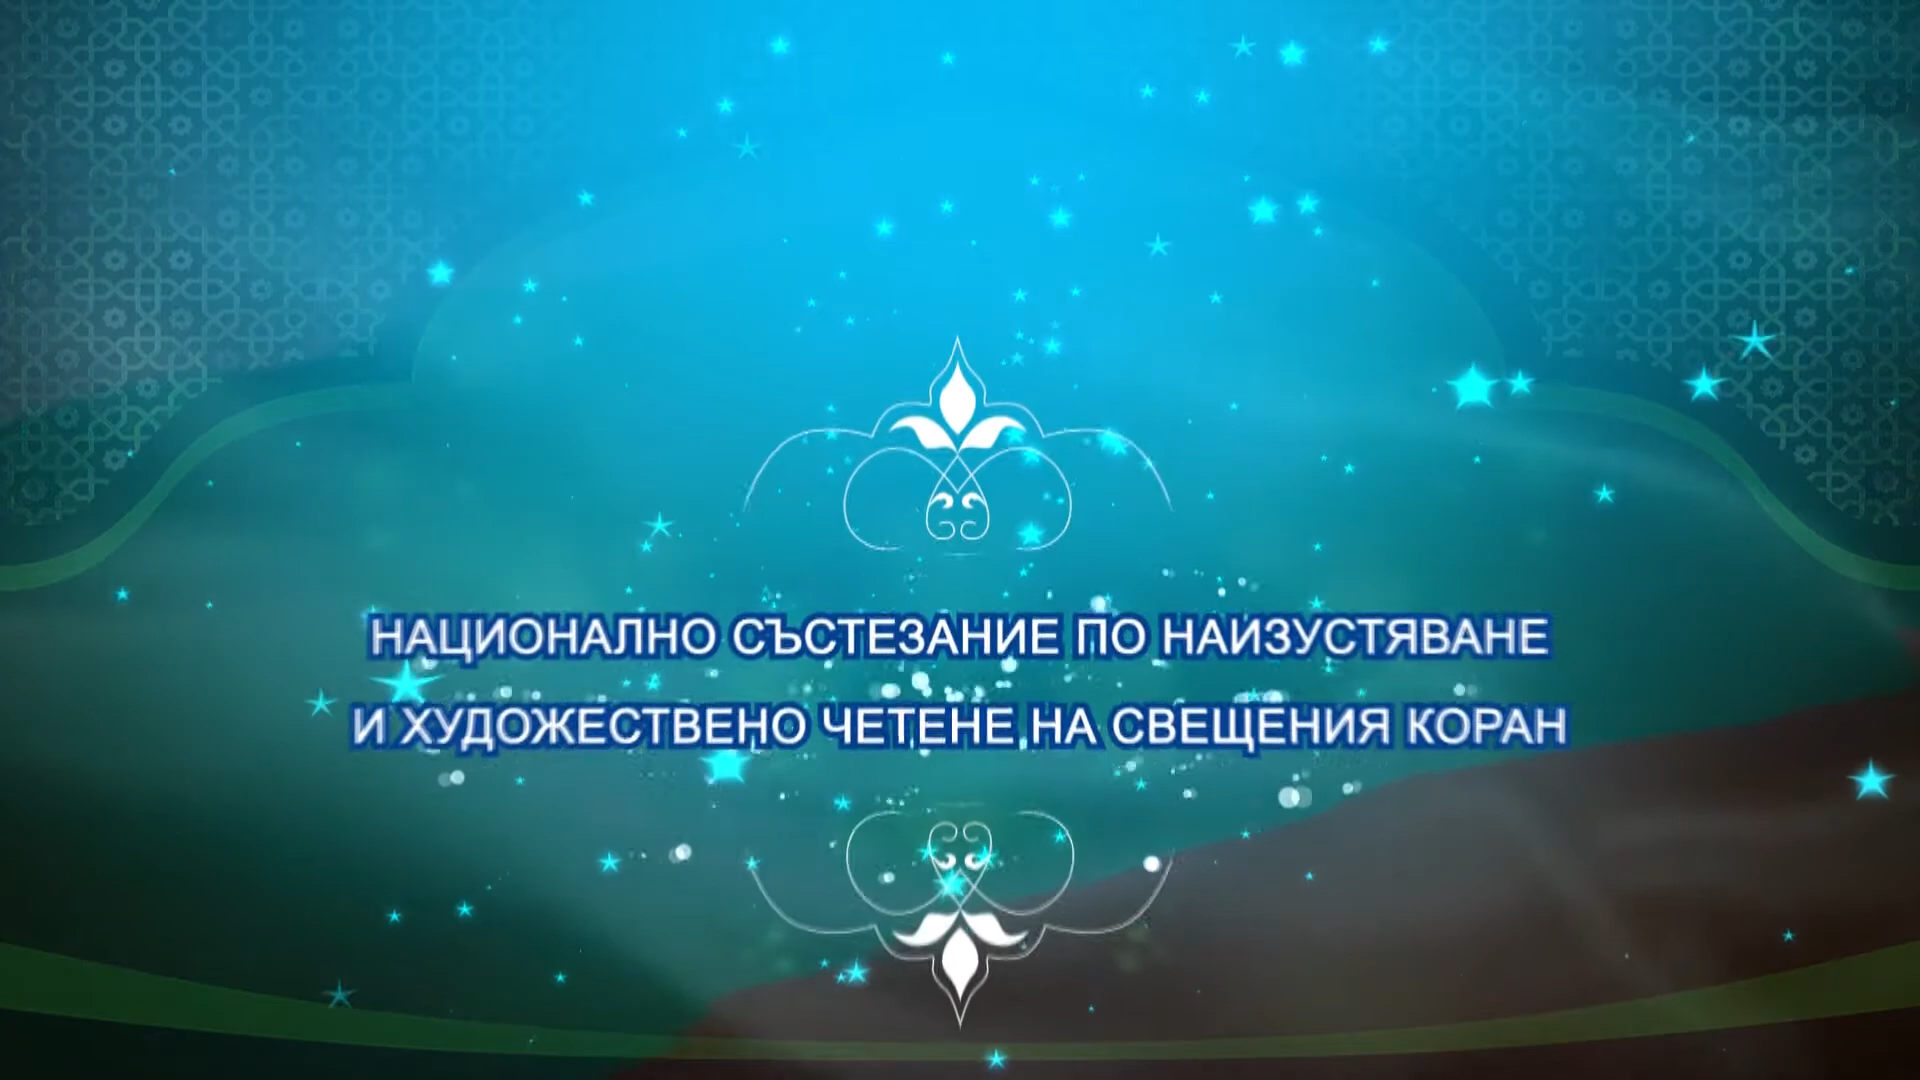 НАЦИОНАЛНО СЪСТЕЗАНИЕ ПО НАИЗУСТЯВАНЕ
И ХУДОЖЕСТВЕНО ЧЕТЕНЕ НА СВЕЩЕНИЯ КОРАН